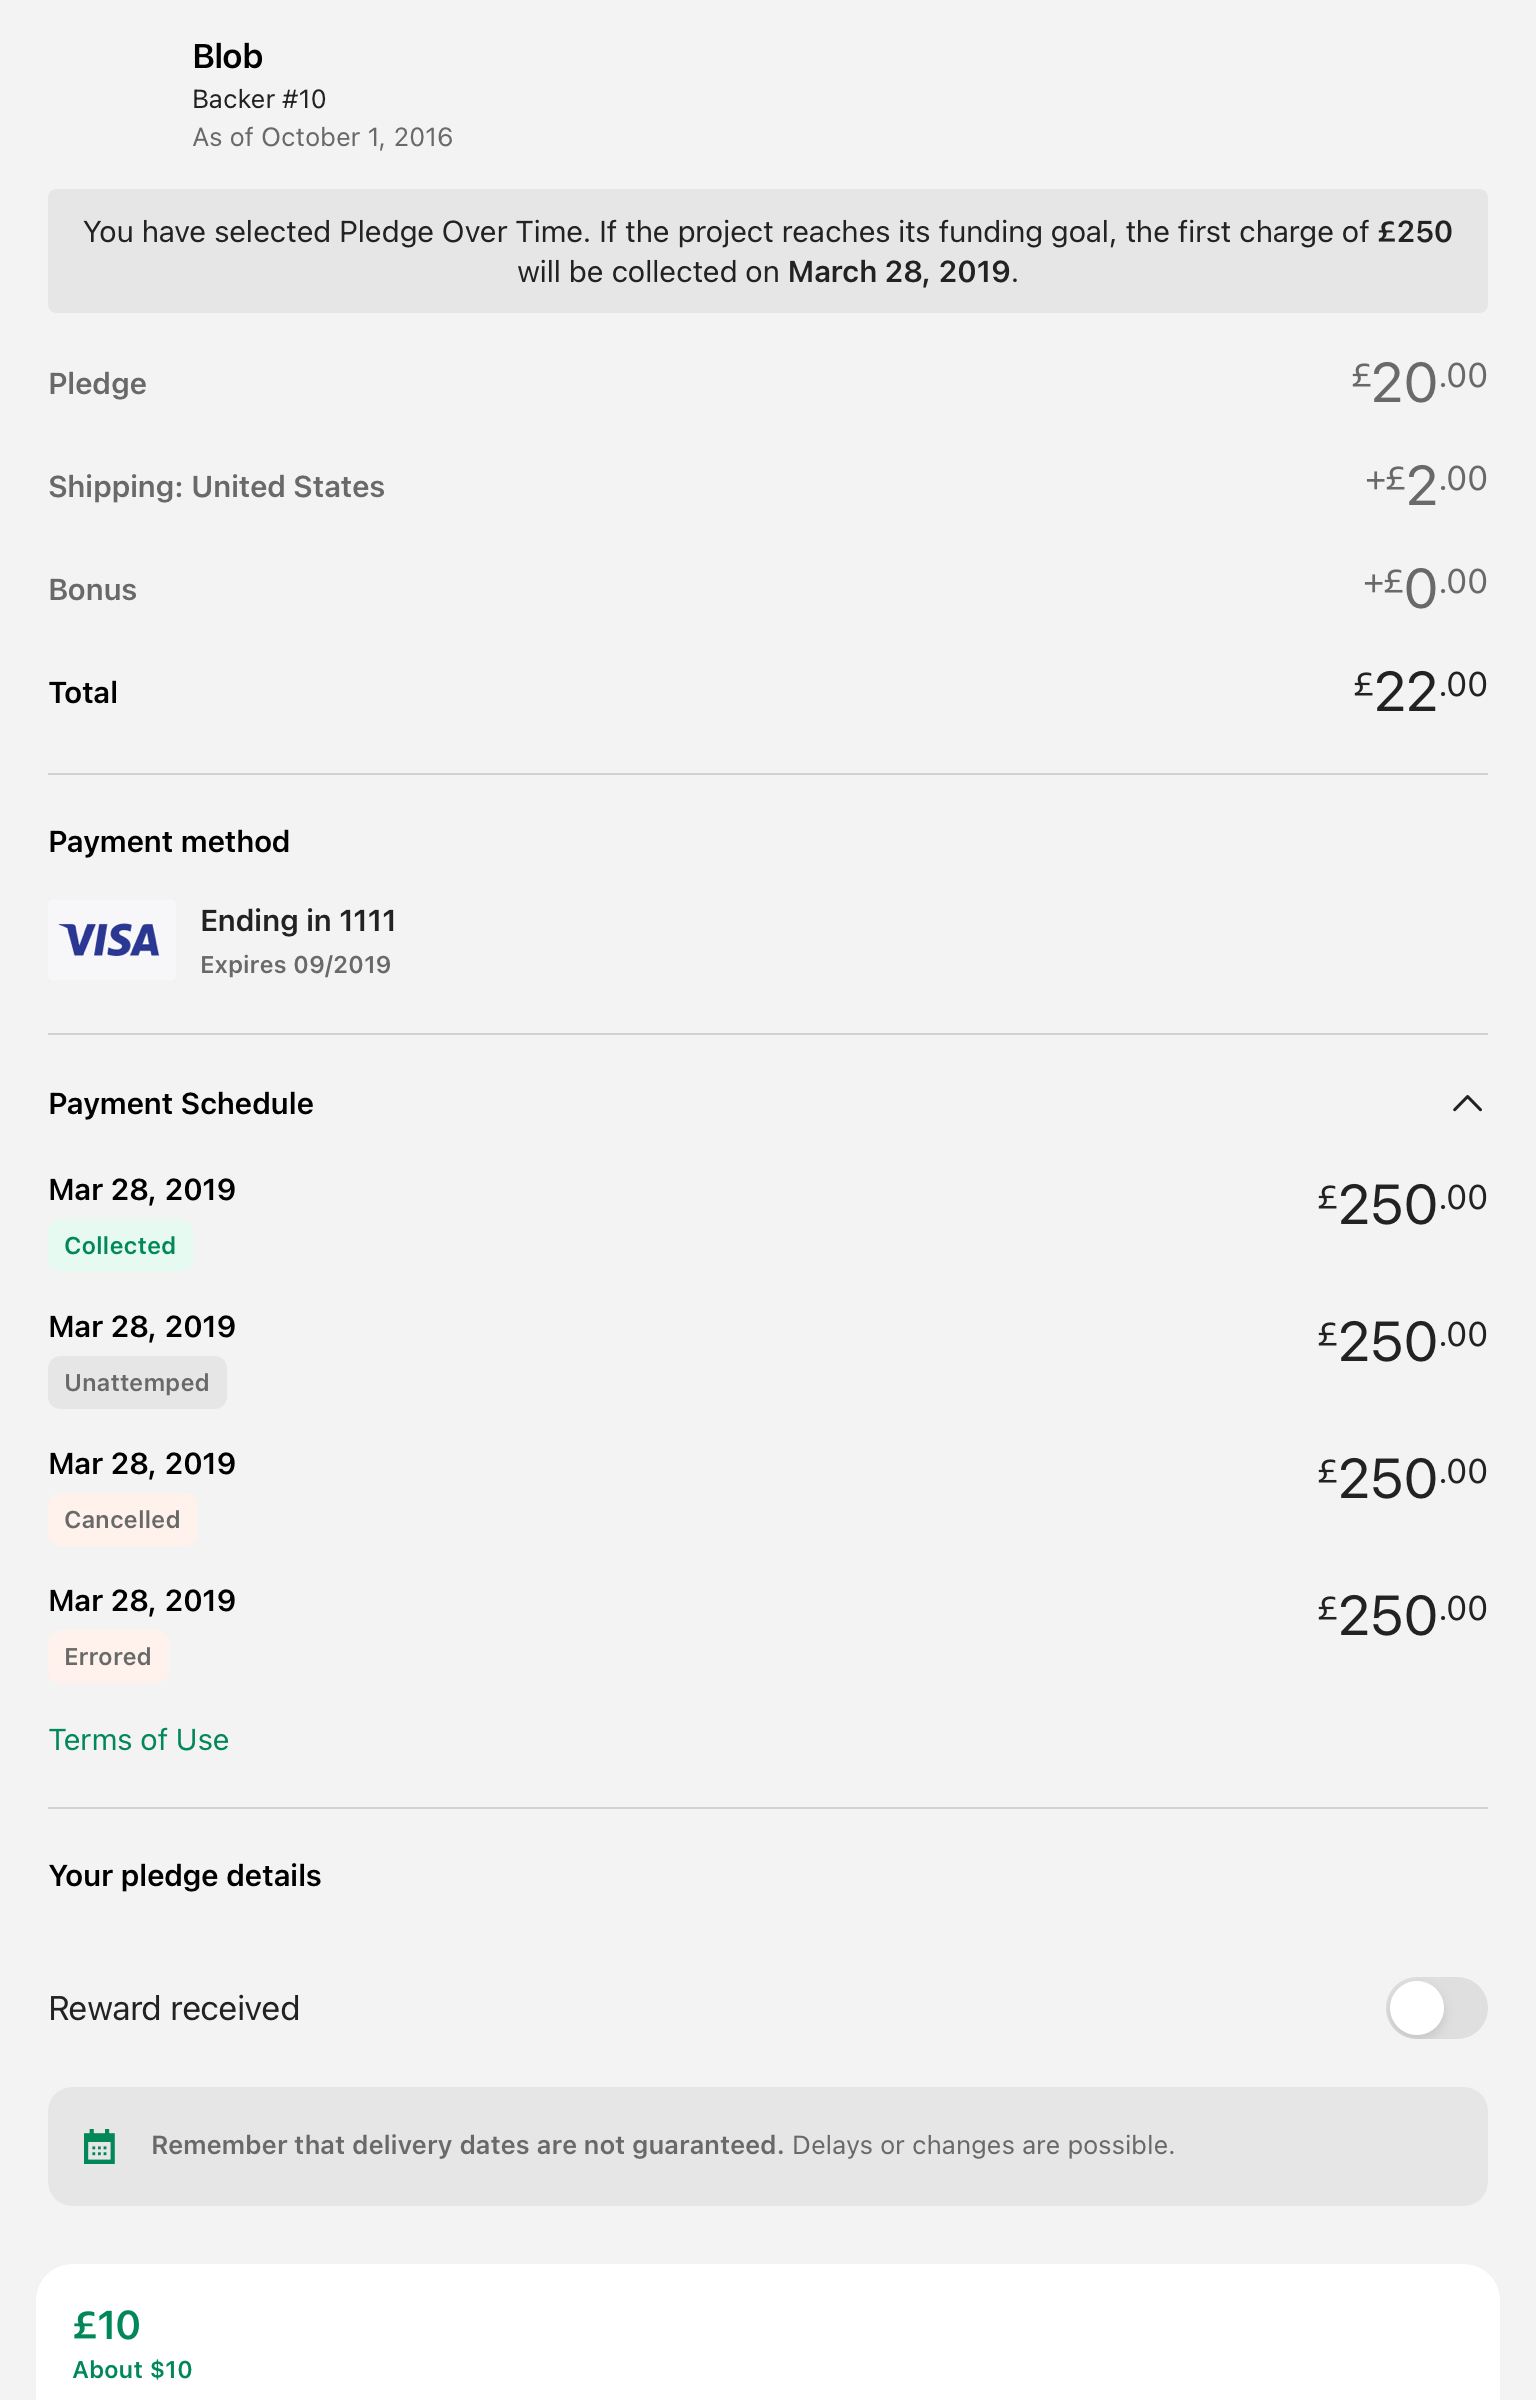 Blob
Backer #10
As of October 1, 2016
You have selected Pledge Over Time. If the project reaches its funding goal, the first charge of £250
will be collected on March 28, 2019.
Pledge £20.00
Shipping: United States +£2.00
Bonus +£0.00
Total £22.00
Payment method
VISA Ending in 1111
Expires 09/2019
Payment Schedule
Mar 28, 2019 £250.00
Collected
Mar 28, 2019 £250.00
Unattemped
Mar 28, 2019 £250.00
Cancelled
Mar 28, 2019 £250.00
Errored
Terms of Use
Your pledge details
Reward received
Remember that delivery dates are not guaranteed. Delays or changes are possible.
£10
About $10